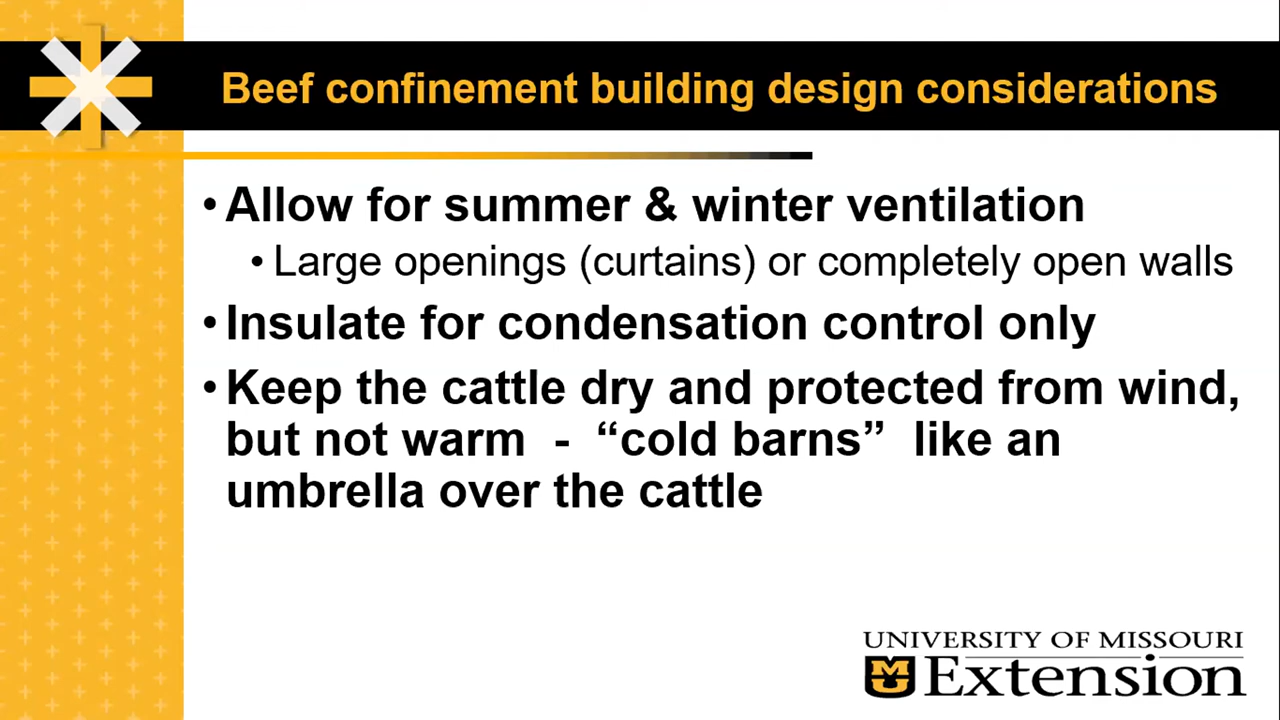 Beef confinement building design considerations
• Allow for summer & winter ventilation
• Large openings (curtains) or completely open walls
• Insulate for condensation control only
• Keep the cattle dry and protected from wind,
but not warm - “cold barns” like an
umbrella over the cattle
UNIVERSITY OF MISSOURI
Extension